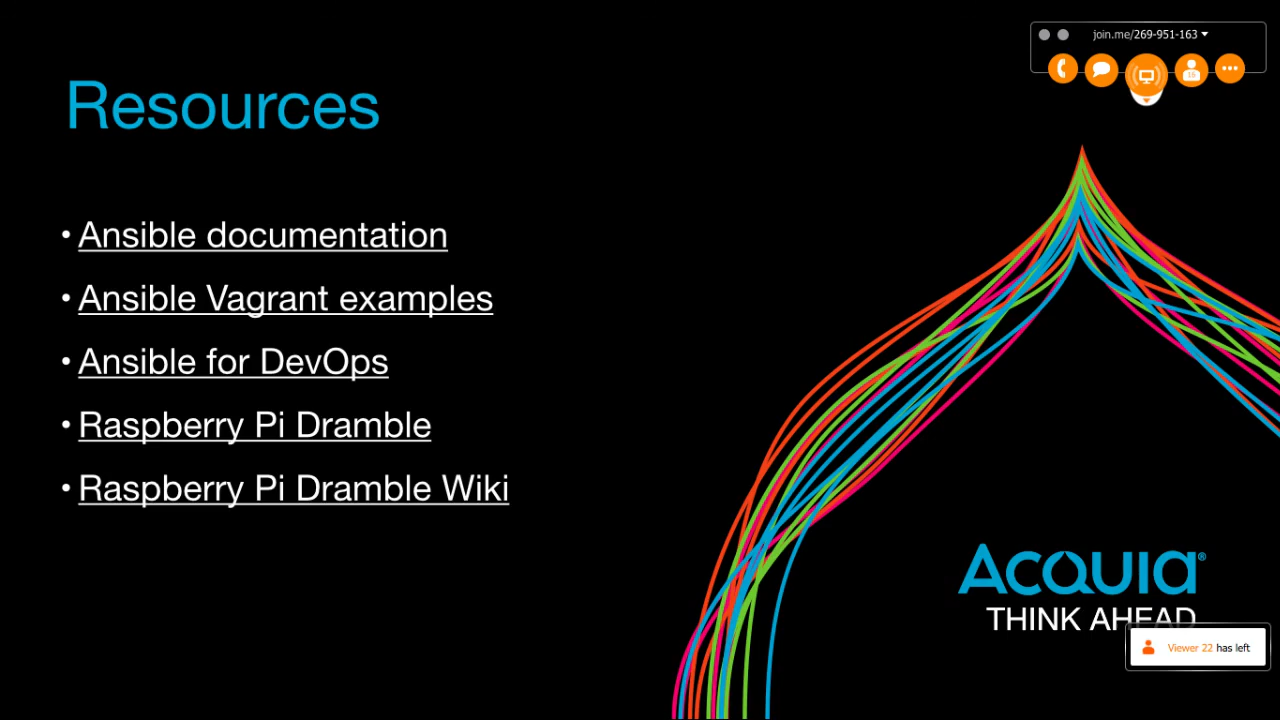 join.me/269-951-163
Resources
• Ansible documentation
• Ansible Vagrant examples
• Ansible for DevOps
• Raspberry Pi Dramble
• Raspberry Pi Dramble Wiki
ACQUIA®
THINK AHEAD
Viewer 22 has left